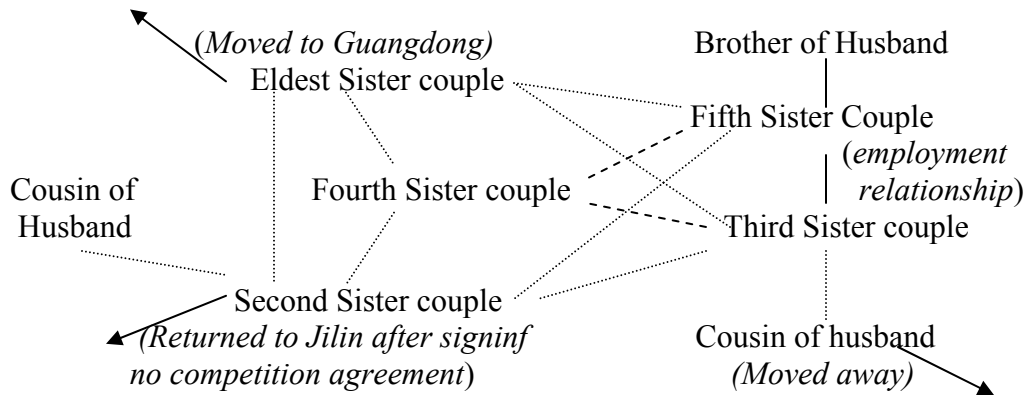 (Moved to Guangdong)
Eldest Sister couple
Brother of Husband
Fifth Sister Couple
(employment
relationship)
Cousin of
Husband
Fourth Sister couple
Third Sister couple
Second Sister couple
(Returned to Jilin after signinf
no competition agreement)
Cousin of husband
(Moved away)